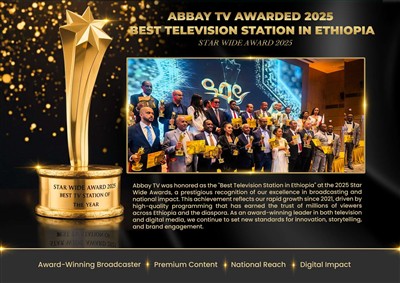 ABBAY TV AWARDED 2025
BEST TELEVISION STATION IN ETHIOPIA
STAR WIDE AWARD 2025
STAR WIDE AWARD 2025
BEST TV STATION OF
THE YEAR
Abbay TV was honored as the "Best Television Station in Ethiopia" at the 2025 Star
Wide Awards, a prestigious recognition of our excellence in broadcasting and
national impact. This achievement reflects our rapid growth since 2021, driven by
high-quality programming that has earned the trust of millions of viewers
across Ethiopia and the diaspora. As an award-winning leader in both television
and digital media, we continue to set new standards for innovation, storytelling,
and brand engagement.
Award-Winning Broadcaster Premium Content National Reach Digital Impact